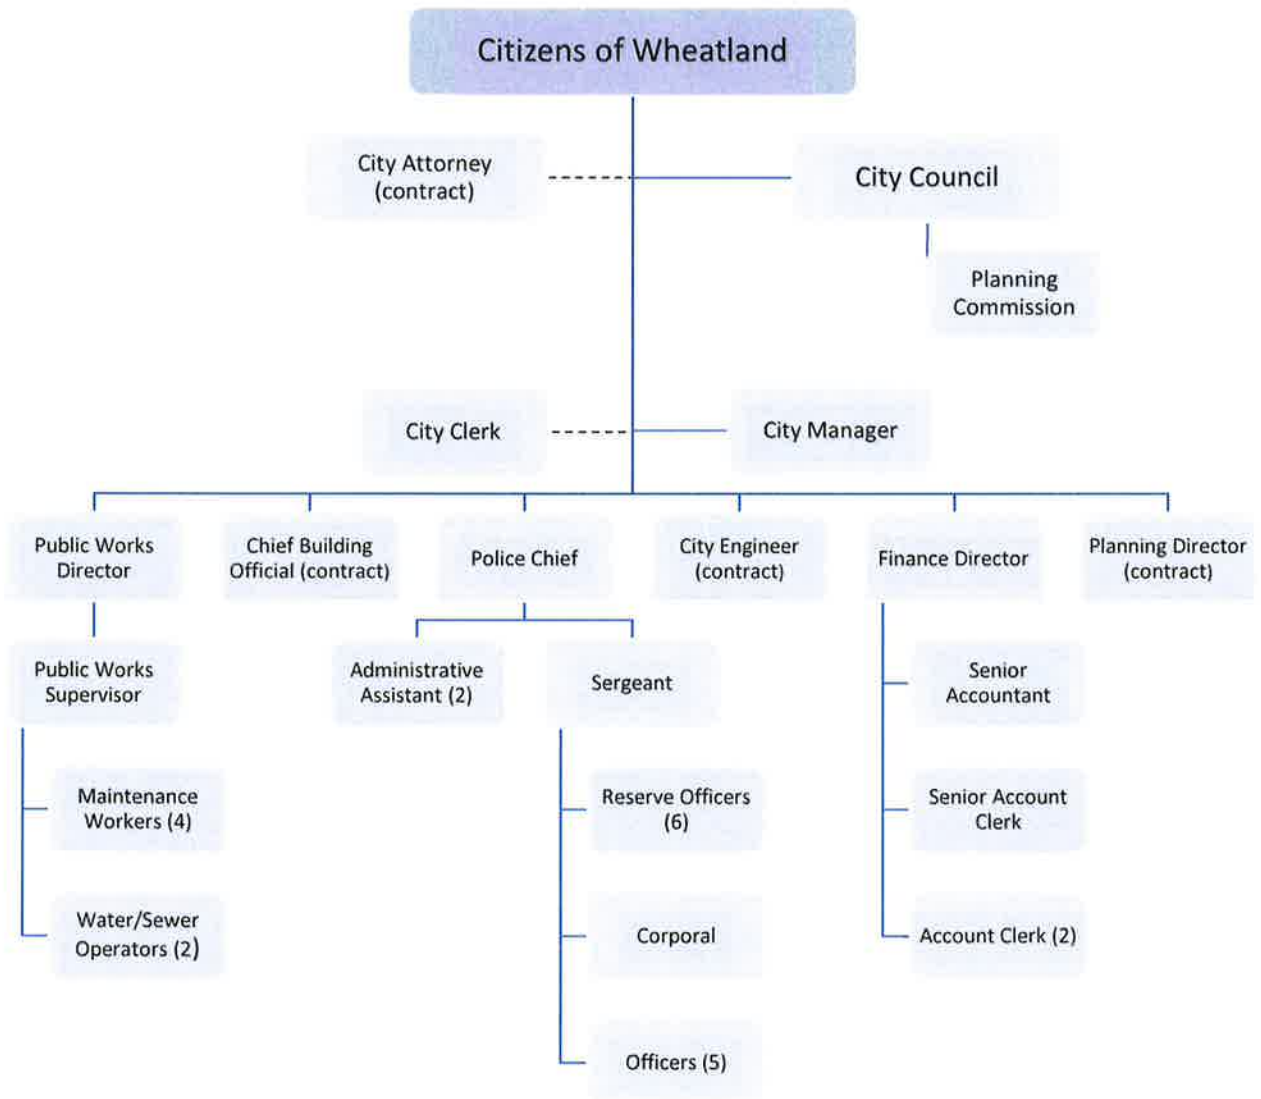 Citizens of Wheatland
City Attorney
(contract)
City Council
Planning
Commission
City Clerk
City Manager
Public Works
Director
Chief Building
Official (contract)
Police Chief
City Engineer
(contract)
Finance Director
Planning Director
(contract)
Public Works
Supervisor
Administrative
Assistant (2)
Sergeant
Senior
Accountant
Maintenance
Workers (4)
Reserve Officers
(6)
Senior Account
Clerk
Water/Sewer
Operators (2)
Corporal
Account Clerk (2)
Officers (5)